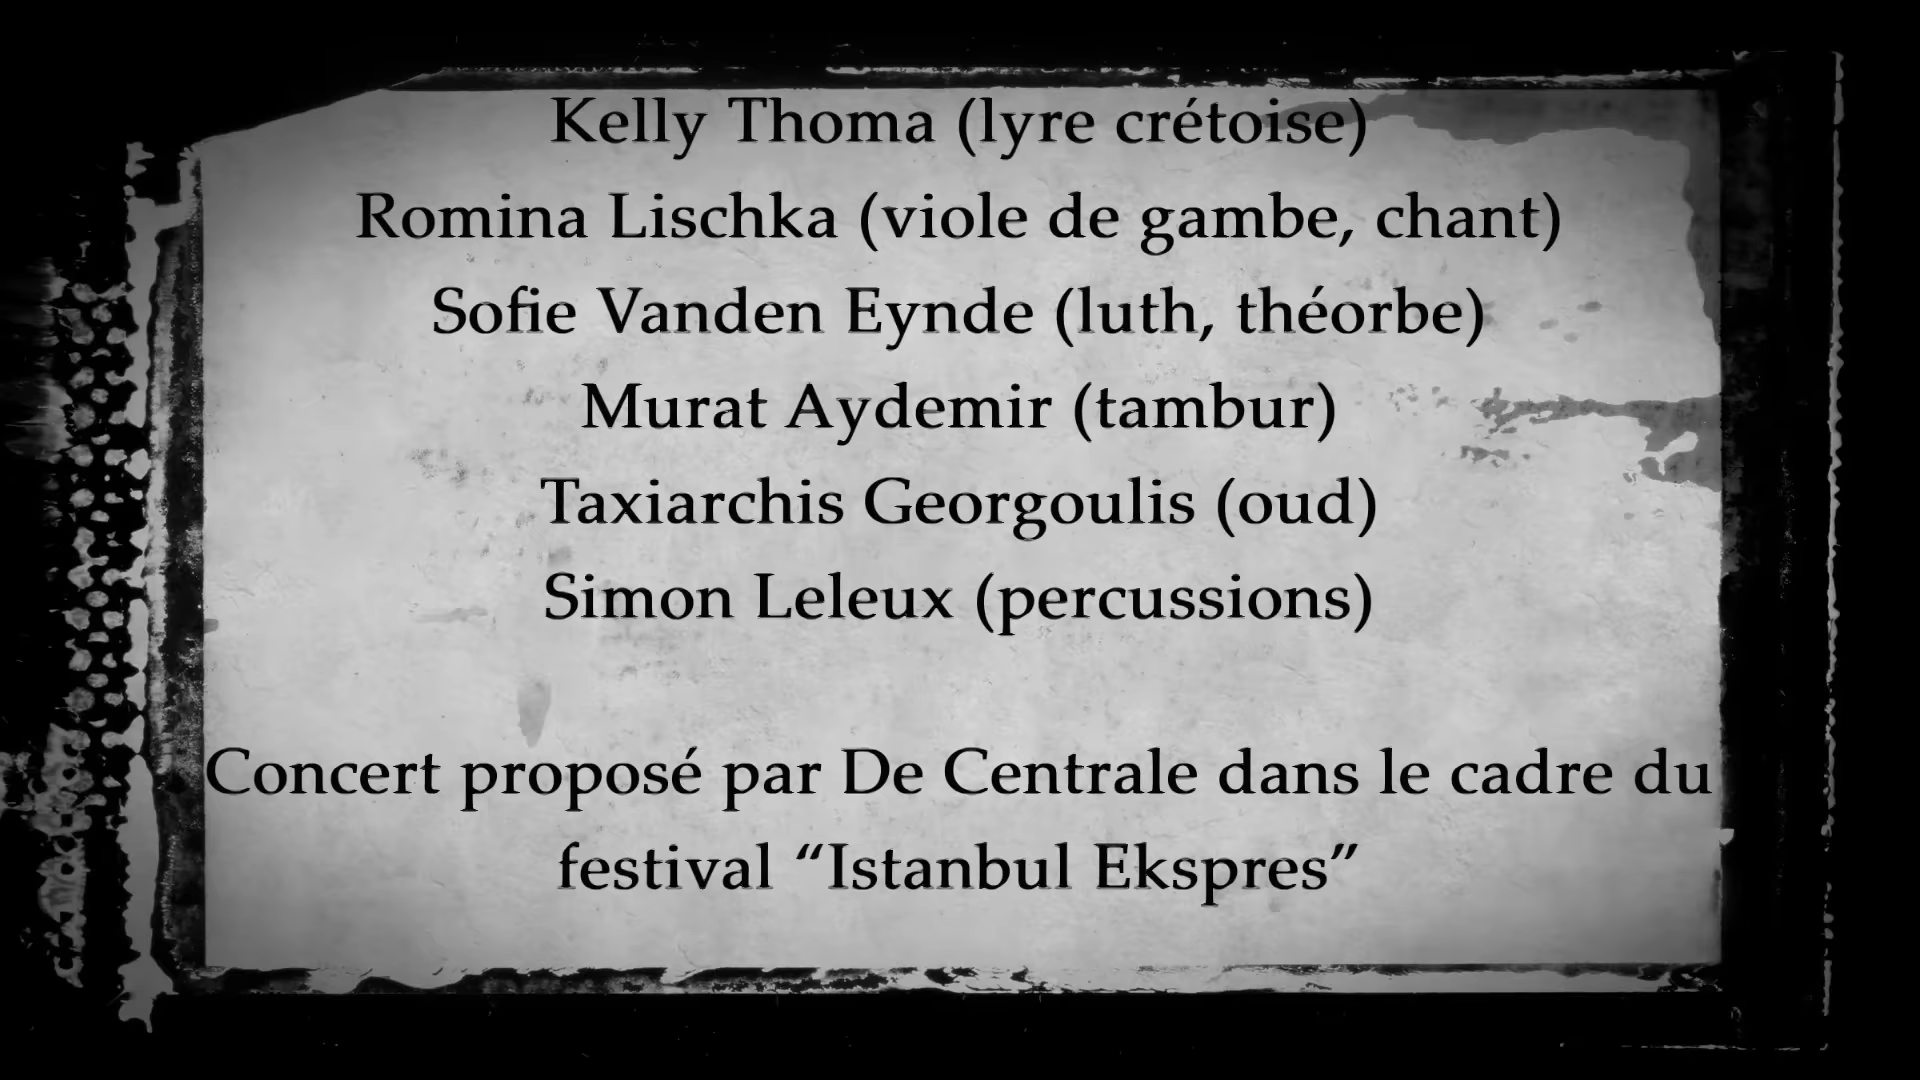 Kelly Thoma (lyre crétoise)
Romina Lischka (viole de gambe, chant)
Sofie Vanden Eynde (luth, théorbe)
Murat Aydemir (tambur)
Taxiarchis Georgoulis (oud)
Simon Leleux (percussions)
Concert proposé par De Centrale dans le cadre du
festival “Istanbul Ekspres”